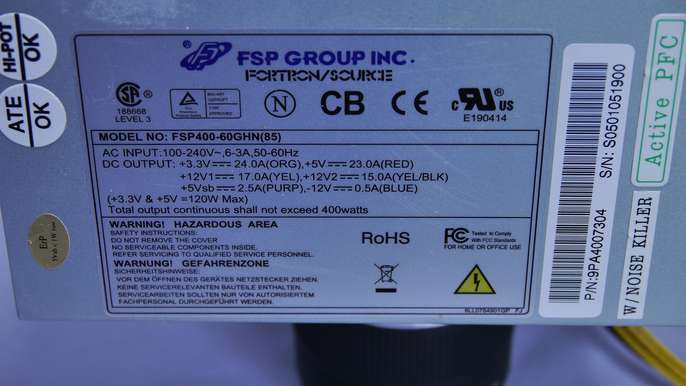 HI-POT
OK
ATE
OK
FSP GROUP INC.
FORTRON/SOURCE
188668
LEVEL 3
N
CB
CE
c RU US
E190414
MODEL NO: FSP400-60GHN(85)
AC INPUT:100-240V~,6-3A,50-60Hz
DC OUTPUT: +3.3V ⎓ 24.0A(ORG), +5V ⎓ 23.0A(RED)
+12V1 ⎓ 17.0A(YEL), +12V2 ⎓ 15.0A(YEL/BLK)
+5Vsb ⎓ 2.5A(PURP), -12V ⎓ 0.5A(BLUE)
(+3.3V & +5V =120W Max)
Total output continuous shall not exceed 400watts
WARNING! HAZARDOUS AREA
SAFETY INSTRUCTIONS:
DO NOT REMOVE THE COVER
NO SERVICEABLE COMPONENTS INSIDE.
REFER SERVICING TO QUALIFIED SERVICE PERSONNEL.
WARNUNG! GEFAHRENZONE
SICHERHEITSHINWEISE:
VOR DEM ÖFFNEN DES GERÄTES NETZSTECKER ZIEHEN.
KEINE SERVICERELEVANTEN BAUTEILE ENTHALTEN.
SERVICEARBEITEN SOLLTEN NUR VON AUTORISIERTEM
FACHPERSONAL DURCHGEFÜHRT WERDEN.
RoHS
FC Tested to Comply
With FCC Standards
FOR HOME OR OFFICE USE
ErP
P/N:9PA4007304
S/N: S0501051900
Active PFC
W/NOISE KILLER